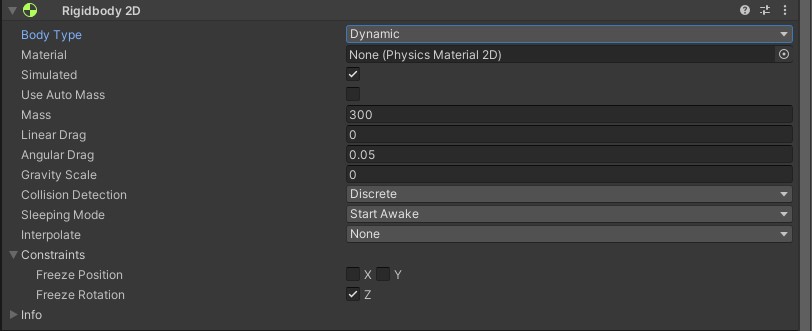 Rigidbody 2D
Body Type Dynamic
Material None (Physics Material 2D)
Simulated
Use Auto Mass
Mass 300
Linear Drag 0
Angular Drag 0.05
Gravity Scale 0
Collision Detection Discrete
Sleeping Mode Start Awake
Interpolate None
Constraints
Freeze Position X Y
Freeze Rotation Z
Info